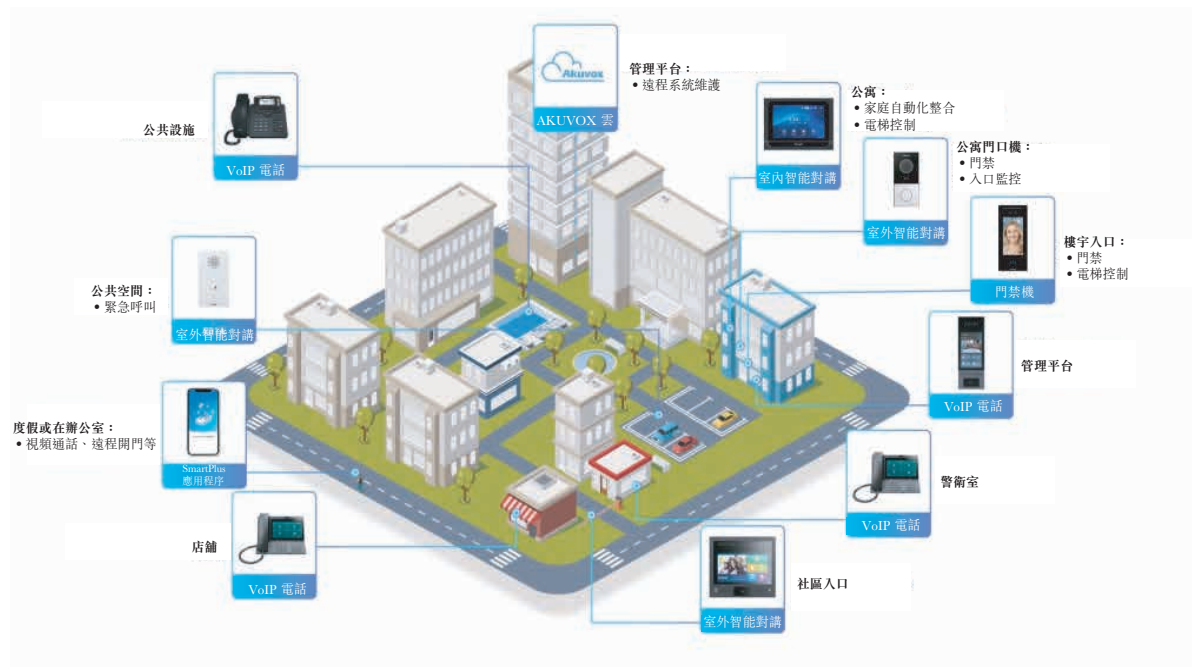 Akuvox
AKUVOX 雲
管理平台：
• 遠程系統維護
公共設施
VoIP 電話
室內智能對講
公寓：
• 家庭自動化整合
• 電梯控制
室外智能對講
公寓門口機：
• 門禁
• 入口監控
門禁機
樓宇入口：
• 門禁
• 電梯控制
公共空間：
• 緊急呼叫
室外智能對講
VoIP 電話
管理平台
度假或在辦公室：
• 視頻通話、遠程開門等
SmartPlus
應用程序
VoIP 電話
警衛室
店舖
VoIP 電話
室外智能對講
社區入口